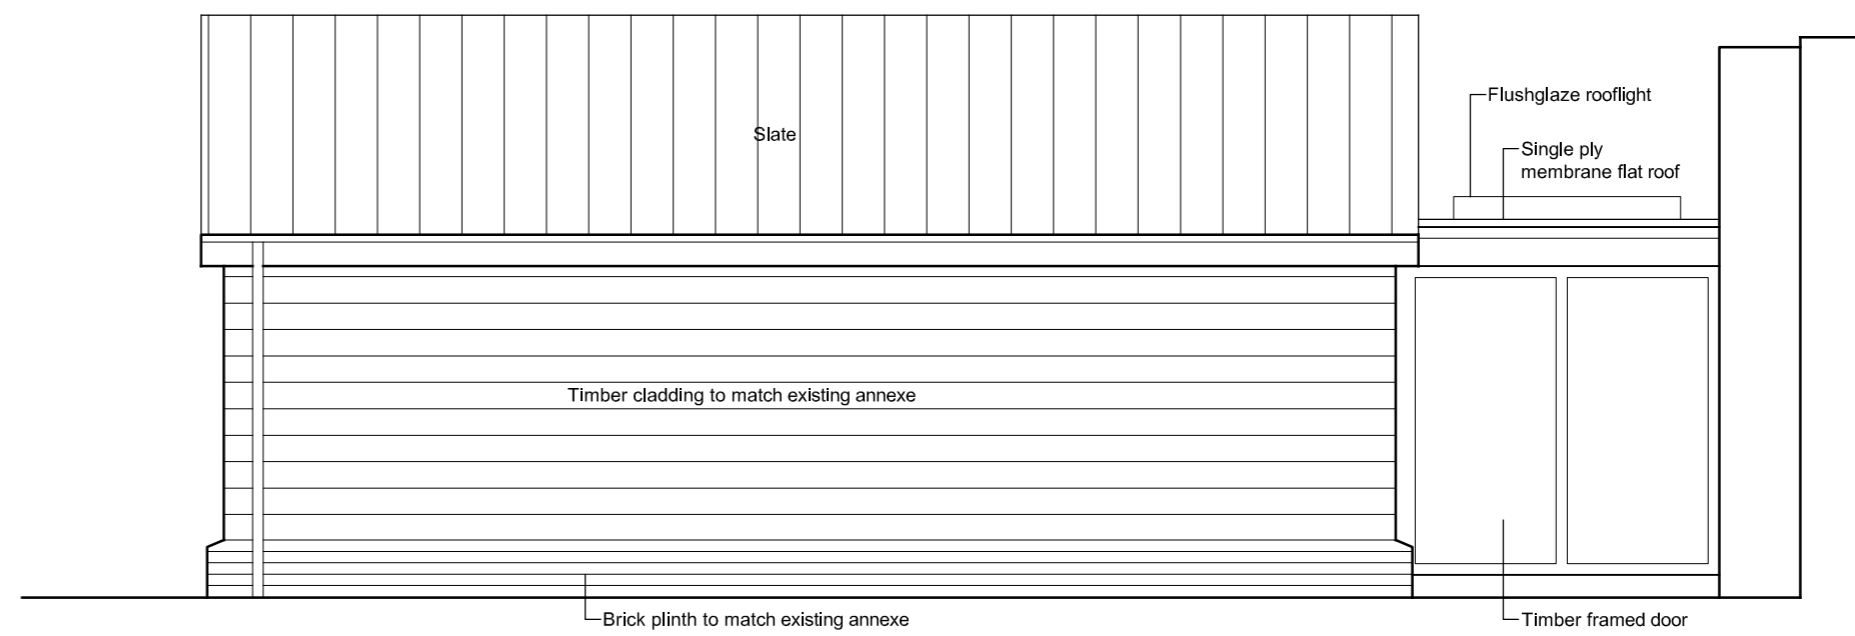 Flushglaze rooflight
Slate
Single ply
membrane flat roof
Timber cladding to match existing annexe
Brick plinth to match existing annexe
Timber framed door